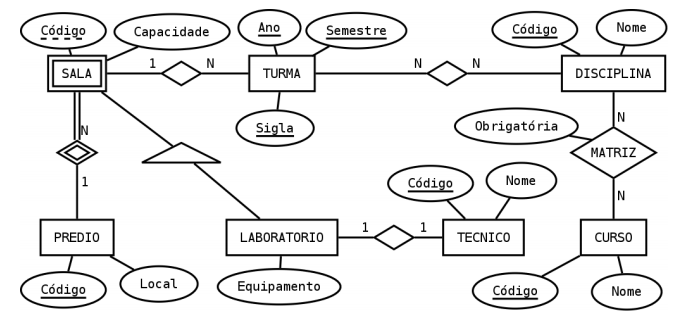 Código
Capacidade
Ano
Semestre
Código
Nome
SALA
1
N
TURMA
N
N
DISCIPLINA
Sigla
N
Obrigatória
N
MATRIZ
1
Código
Nome
N
PREDIO
LABORATORIO
1
1
TECNICO
CURSO
Código
Local
Equipamento
Código
Nome